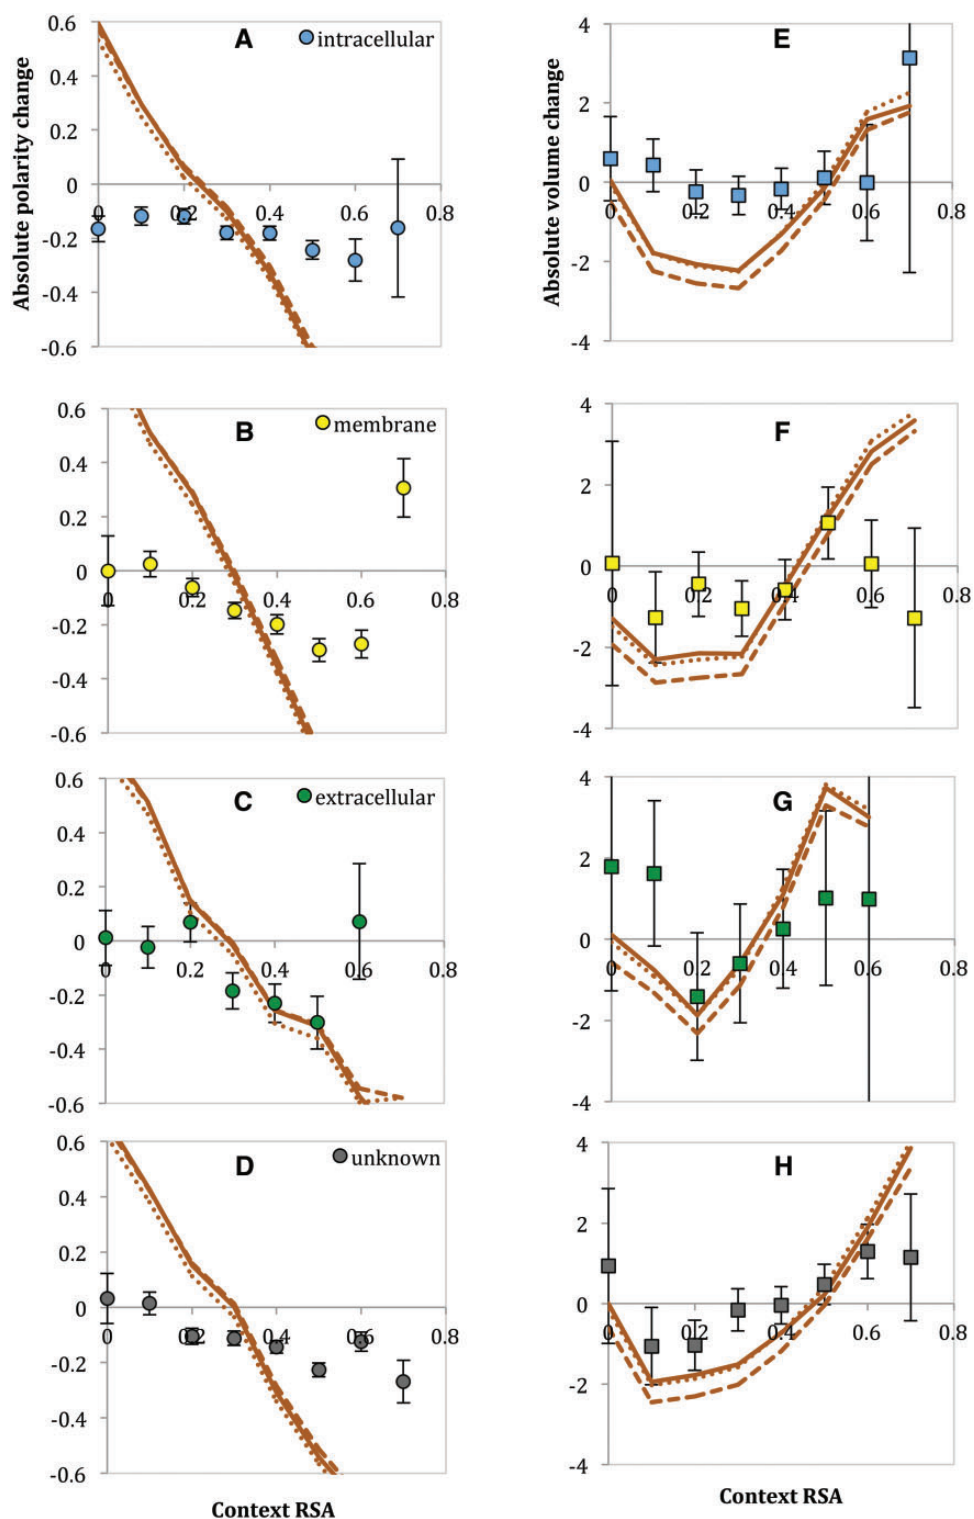 A
intracellular
Absolute polarity change
0.6
0.4
0.2
0
-0.2
-0.4
-0.6
0 0.2 0.4 0.6 0.8
E
Absolute volume change
4
2
0
-2
-4
0 0.2 0.4 0.6 0.8
B
membrane
0.6
0.4
0.2
0
-0.2
-0.4
-0.6
0 0.2 0.4 0.6 0.8
F
4
2
0
-2
-4
0 0.2 0.4 0.6 0.8
C
extracellular
0.6
0.4
0.2
0
-0.2
-0.4
-0.6
0 0.2 0.4 0.6 0.8
G
4
2
0
-2
-4
0 0.2 0.4 0.6 0.8
D
unknown
0.6
0.4
0.2
0
-0.2
-0.4
-0.6
0 0.2 0.4 0.6 0.8
Context RSA
H
4
2
0
-2
-4
0 0.2 0.4 0.6 0.8
Context RSA